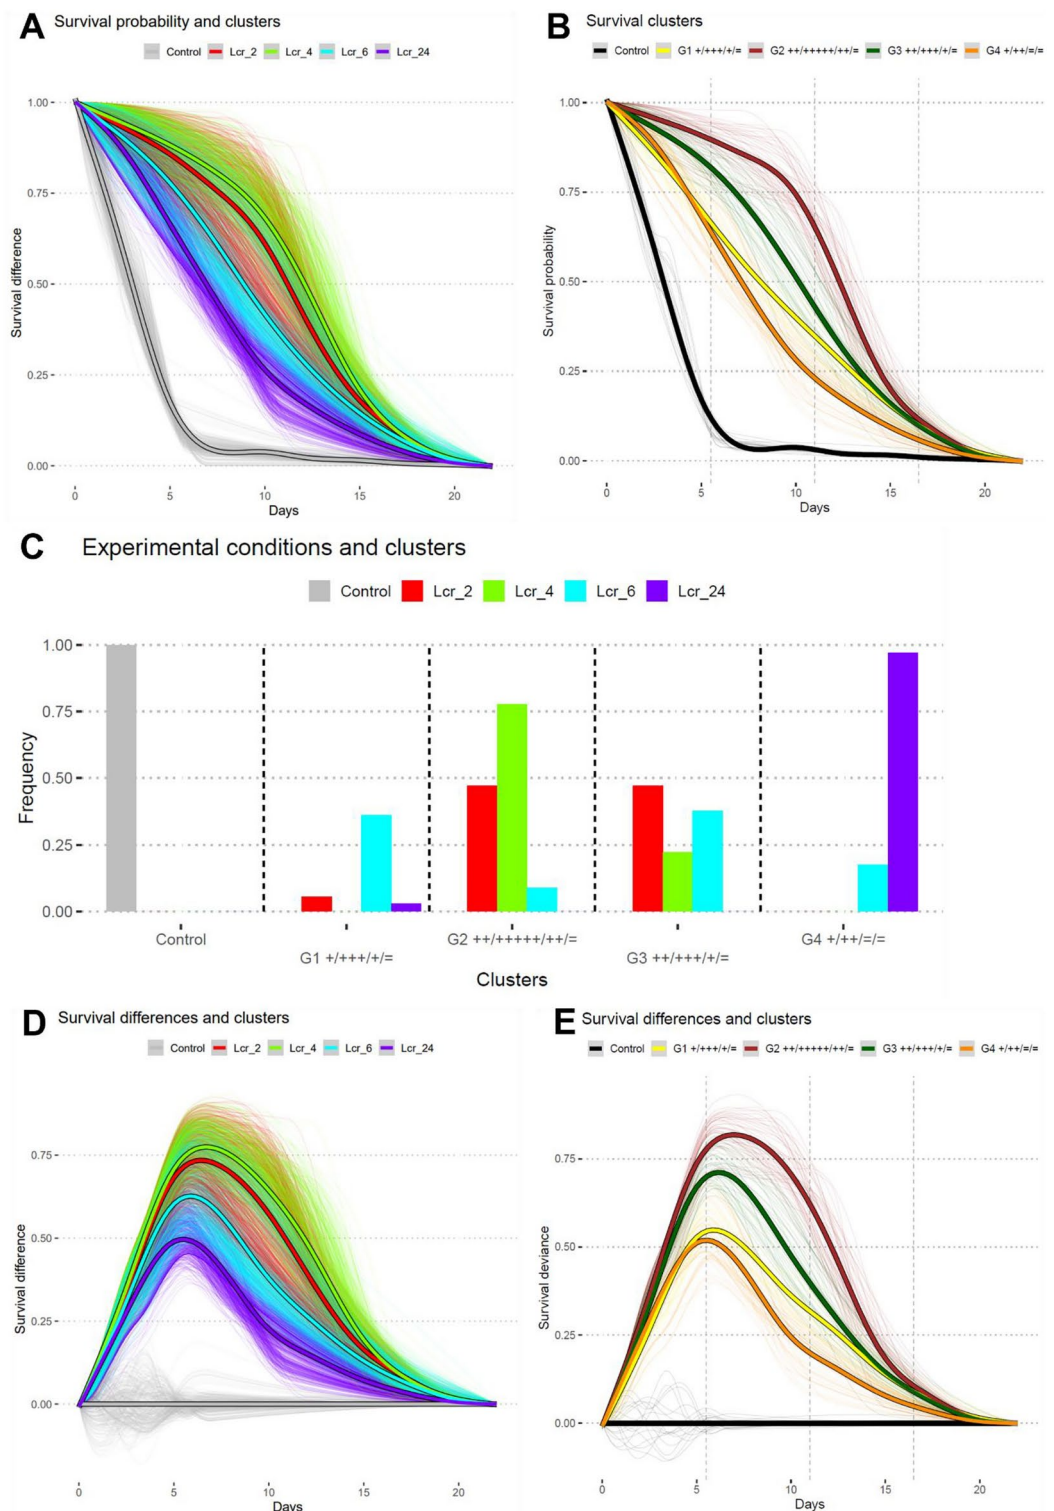 A Survival probability and clusters
Control Lcr_2 Lcr_4 Lcr_6 Lcr_24
1.00
0.75
0.50
0.25
0.00
Survival difference
0 5 10 15 20
Days
B Survival clusters
Control G1 +/+++/+/= G2 ++/+++++/++/= G3 ++/+++/+/= G4 +/++/=/=
1.00
0.75
0.50
0.25
0.00
Survival probability
0 5 10 15 20
Days
C Experimental conditions and clusters
Control Lcr_2 Lcr_4 Lcr_6 Lcr_24
1.00
0.75
0.50
0.25
0.00
Frequency
Control
G1 +/+++/+/=
G2 ++/+++++/++/=
G3 ++/+++/+/=
G4 +/++/=/=
Clusters
D Survival differences and clusters
Control Lcr_2 Lcr_4 Lcr_6 Lcr_24
0.75
0.50
0.25
0.00
Survival difference
0 5 10 15 20
Days
E Survival differences and clusters
Control G1 +/+++/+/= G2 ++/+++++/++/= G3 ++/+++/+/= G4 +/++/=/=
0.75
0.50
0.25
0.00
Survival deviance
0 5 10 15 20
Days